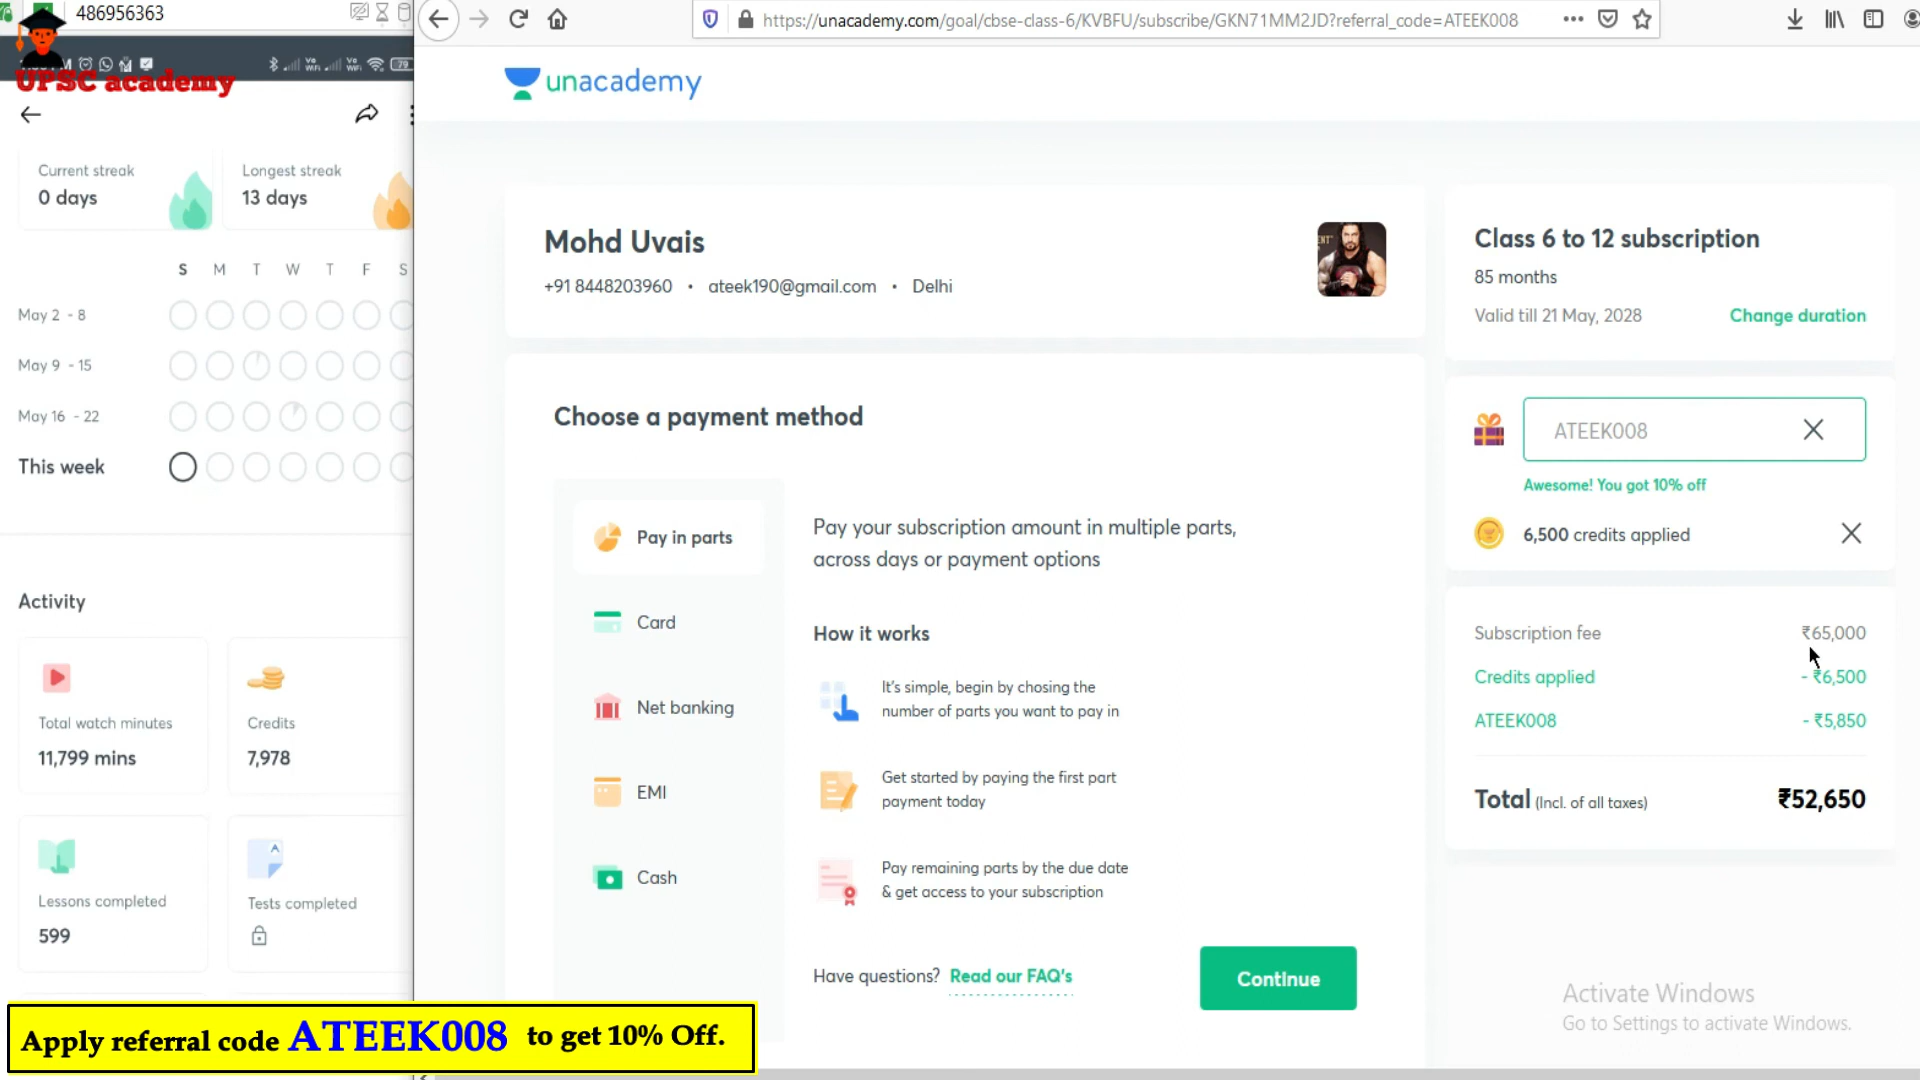 486956363
UPSC academy
79
Current streak
0 days
Longest streak
13 days
S M T W T F S
May 2 - 8
May 9 - 15
May 16 - 22
This week
Activity
Total watch minutes
11,799 mins
Credits
7,978
Lessons completed
599
Tests completed
https://unacademy.com/goal/cbse-class-6/KVBFU/subscribe/GKN71MM2JD?referral_code=ATEEK008
unacademy
Mohd Uvais
+91 8448203960 • ateek190@gmail.com • Delhi
Choose a payment method
Pay in parts
Card
Net banking
EMI
Cash
Pay your subscription amount in multiple parts,
across days or payment options
How it works
It's simple, begin by chosing the
number of parts you want to pay in
Get started by paying the first part
payment today
Pay remaining parts by the due date
& get access to your subscription
Have questions? Read our FAQ's
Continue
Class 6 to 12 subscription
85 months
Valid till 21 May, 2028 Change duration
ATEEK008
Awesome! You got 10% off
6,500 credits applied
Subscription fee ₹65,000
Credits applied - ₹6,500
ATEEK008 - ₹5,850
Total (Incl. of all taxes) ₹52,650
Activate Windows
Go to Settings to activate Windows.
Apply referral code ATEEK008 to get 10% Off.